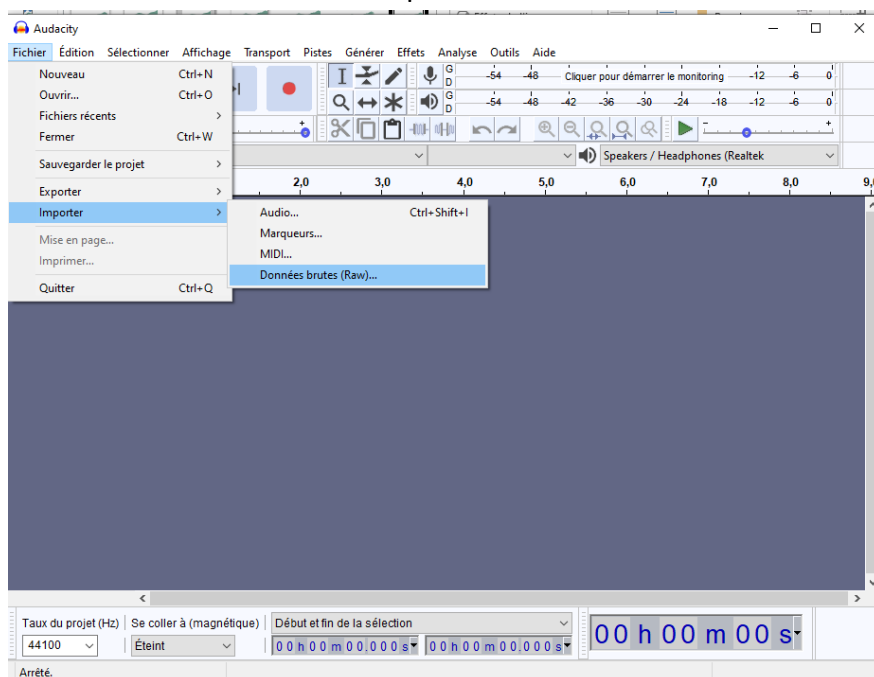 Audacity
Fichier Édition Sélectionner Affichage Transport Pistes Générer Effets Analyse Outils Aide
Nouveau Ctrl+N
Ouvrir... Ctrl+O
Fichiers récents
Fermer Ctrl+W
Sauvegarder le projet
Exporter
Importer
Mise en page...
Imprimer...
Quitter Ctrl+Q
Audio... Ctrl+Shift+I
Marqueurs...
MIDI...
Données brutes (Raw)...
G
D
-54 -48 Cliquer pour démarrer le monitoring -12 -6 0
G
D
-54 -48 -42 -36 -30 -24 -18 -12 -6 0
Speakers / Headphones (Realtek
2,0 3,0 4,0 5,0 6,0 7,0 8,0 9,
Taux du projet (Hz) Se coller à (magnétique) Début et fin de la sélection
44100 Éteint 00 h 00 m 00.000 s 00 h 00 m 00.000 s
00 h 00 m 00 s
Arrêté.